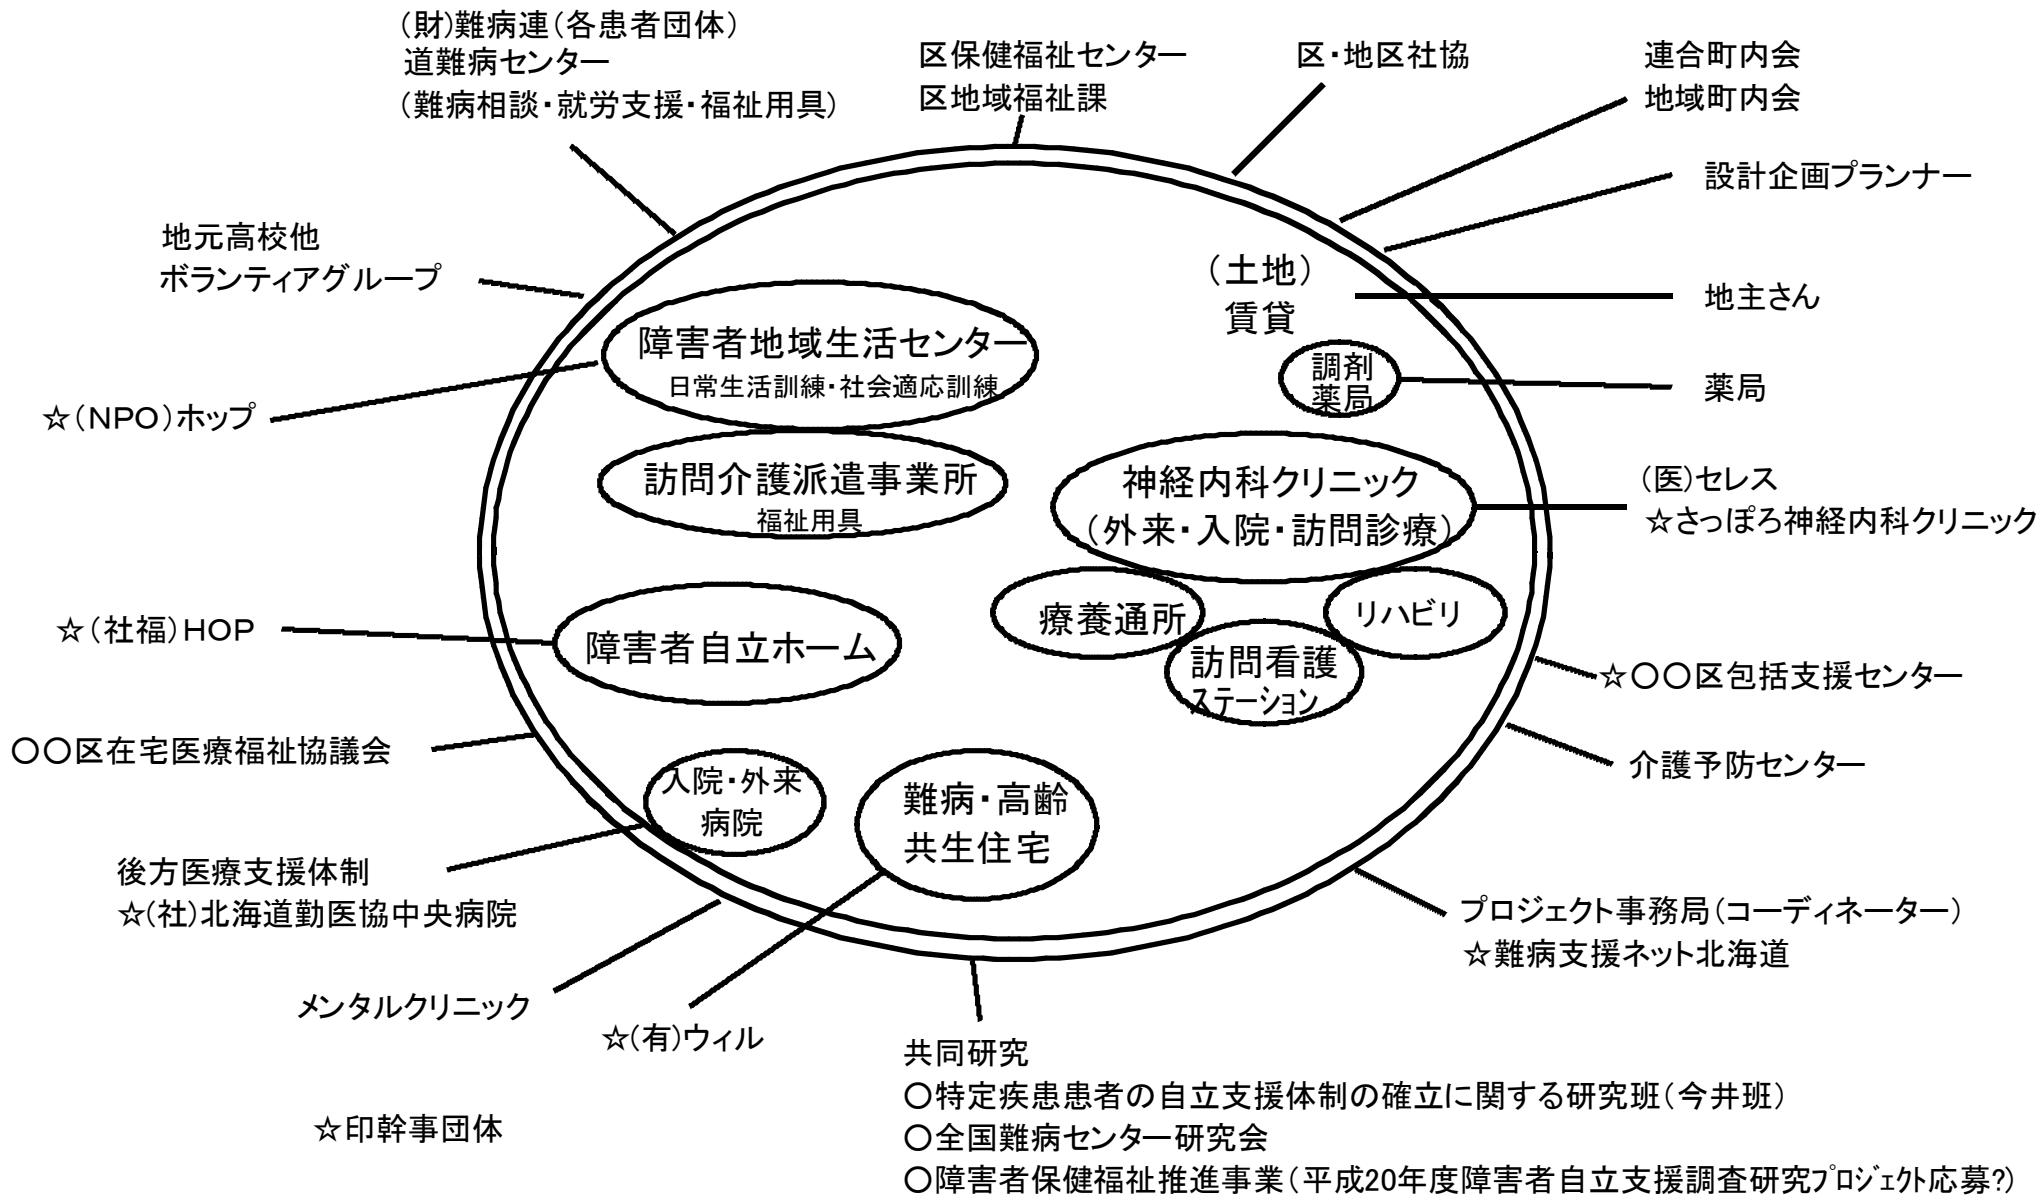 (財)難病連(各患者団体)
道難病センター
(難病相談・就労支援・福祉用具)
区保健福祉センター
区地域福祉課
区・地区社協
連合町内会
地域町内会
設計企画プランナー
地元高校他
ボランティアグループ
(土地)
賃貸
地主さん
障害者地域生活センター
日常生活訓練・社会適応訓練
調剤
薬局
薬局
☆(NPO)ホップ
訪問介護派遣事業所
福祉用具
神経内科クリニック
(外来・入院・訪問診療)
(医)セレス
☆さっぽろ神経内科クリニック
療養通所
リハビリ
訪問看護
ステーション
☆(社福)HOP
障害者自立ホーム
☆〇〇区包括支援センター
〇〇区在宅医療福祉協議会
介護予防センター
入院・外来
病院
難病・高齢
共生住宅
後方医療支援体制
☆(社)北海道勤医協中央病院
プロジェクト事務局(コーディネーター)
☆難病支援ネット北海道
メンタルクリニック
☆(有)ウィル
共同研究
〇特定疾患患者の自立支援体制の確立に関する研究班(今井班)
〇全国難病センター研究会
〇障害者保健福祉推進事業(平成20年度障害者自立支援調査研究プロジェクト応募?)
☆印幹事団体